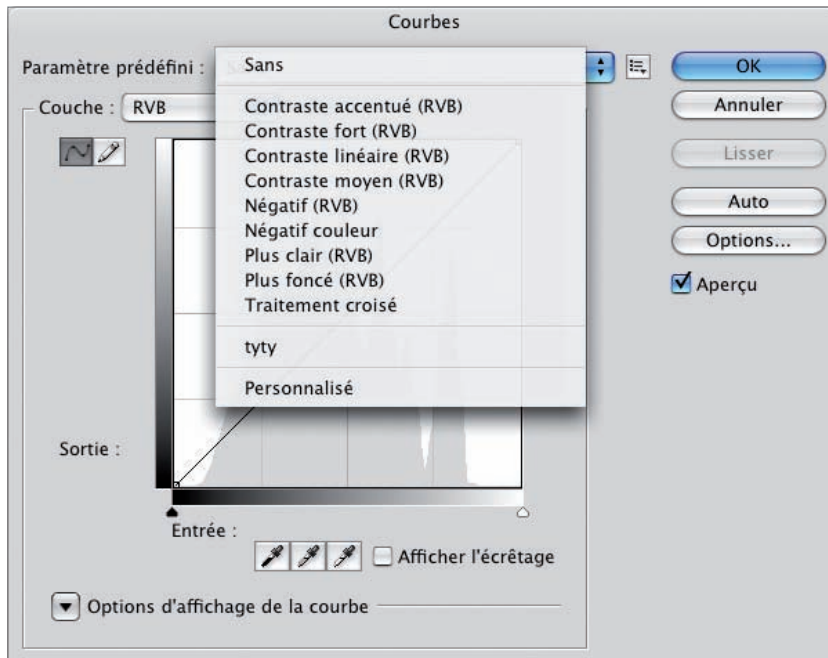 Courbes
Paramètre prédéfini :
Sans
OK
Couche : RVB
Contraste accentué (RVB)
Annuler
Contraste fort (RVB)
Contraste linéaire (RVB)
Lisser
Contraste moyen (RVB)
Négatif (RVB)
Auto
Négatif couleur
Options...
Plus clair (RVB)
Plus foncé (RVB)
Aperçu
Traitement croisé
tyty
Personnalisé
Sortie :
Entrée :
Afficher l'écrêtage
Options d'affichage de la courbe